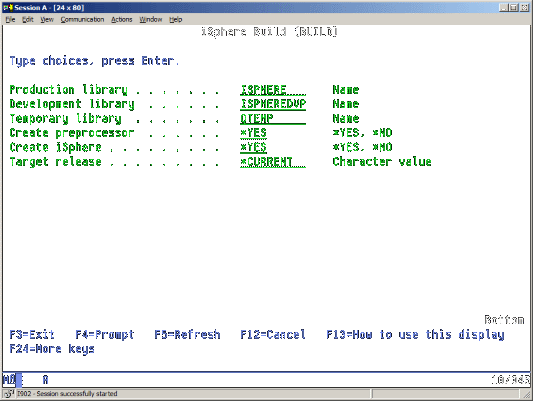 Session A - [24 x 80]
File Edit View Communication Actions Window Help
iSphere Build (BUILD)
Type choices, press Enter.
Production library . . . . . . . ISPHERE Name
Development library . . . . . . ISPHEREDVP Name
Temporary library . . . . . . . QTEMP Name
Create preprocessor . . . . . . *YES *YES, *NO
Create iSphere . . . . . . . . . *YES *YES, *NO
Target release . . . . . . . . . *CURRENT Character value
Bottom
F3=Exit F4=Prompt F5=Refresh F12=Cancel F13=How to use this display
F24=More keys
I902 - Session successfully started